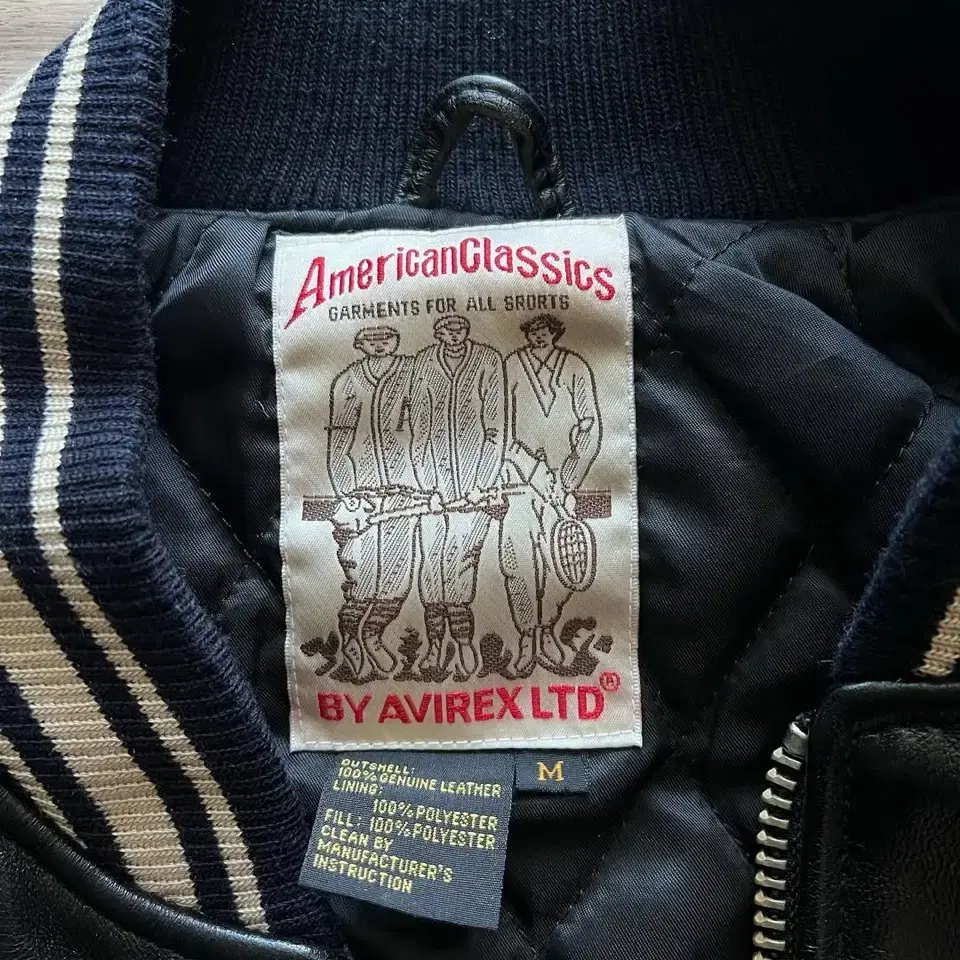 AmericanClassics
GARMENTS FOR ALL SRORTS
BY AVIREX LTD®
M
OUTSHELL:
100% GENUINE LEATHER
LINING:
100% POLYESTER
FILL: 100% POLYESTER
CLEAN BY
MANUFACTURER'S
INSTRUCTION